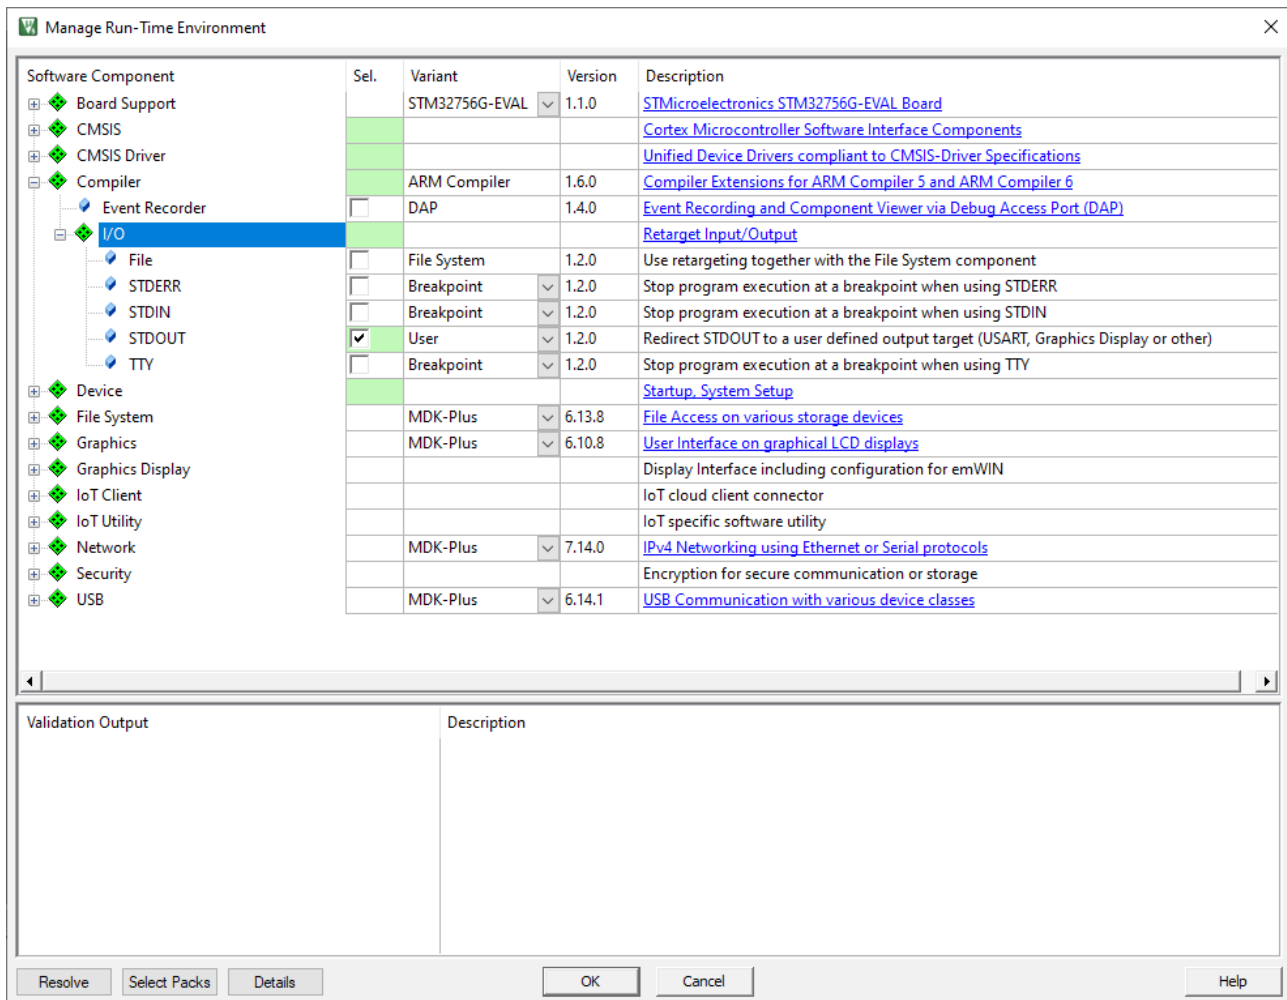 Manage Run-Time Environment
Software Component Sel. Variant Version Description
Board Support STM32756G-EVAL 1.1.0 STMicroelectronics STM32756G-EVAL Board
CMSIS Cortex Microcontroller Software Interface Components
CMSIS Driver Unified Device Drivers compliant to CMSIS-Driver Specifications
Compiler ARM Compiler 1.6.0 Compiler Extensions for ARM Compiler 5 and ARM Compiler 6
Event Recorder DAP 1.4.0 Event Recording and Component Viewer via Debug Access Port (DAP)
I/O Retarget Input/Output
File File System 1.2.0 Use retargeting together with the File System component
STDERR Breakpoint 1.2.0 Stop program execution at a breakpoint when using STDERR
STDIN Breakpoint 1.2.0 Stop program execution at a breakpoint when using STDIN
STDOUT User 1.2.0 Redirect STDOUT to a user defined output target (USART, Graphics Display or other)
TTY Breakpoint 1.2.0 Stop program execution at a breakpoint when using TTY
Device Startup, System Setup
File System MDK-Plus 6.13.8 File Access on various storage devices
Graphics MDK-Plus 6.10.8 User Interface on graphical LCD displays
Graphics Display Display Interface including configuration for emWIN
IoT Client IoT cloud client connector
IoT Utility IoT specific software utility
Network MDK-Plus 7.14.0 IPv4 Networking using Ethernet or Serial protocols
Security Encryption for secure communication or storage
USB MDK-Plus 6.14.1 USB Communication with various device classes
Validation Output Description
Resolve Select Packs Details OK Cancel Help